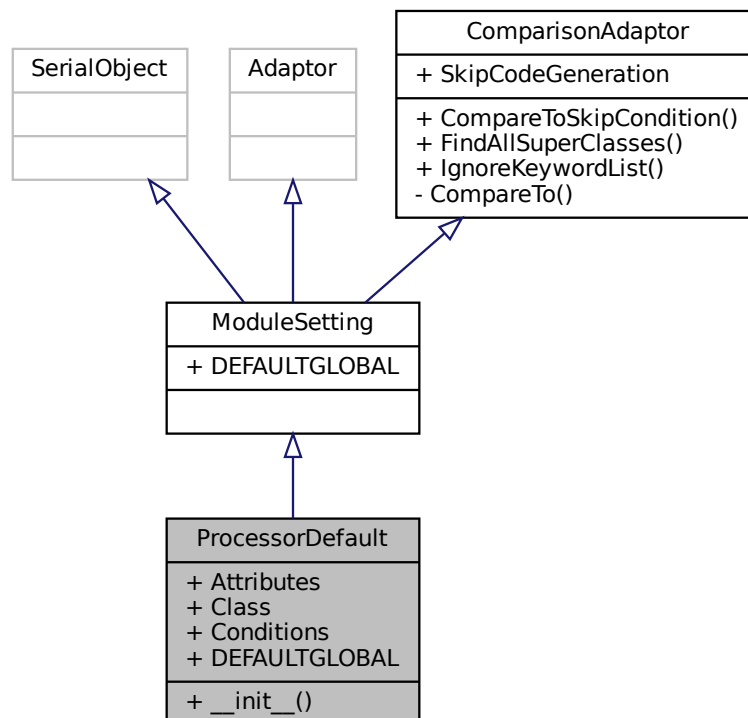 ComparisonAdaptor
+ SkipCodeGeneration
+ CompareToSkipCondition()
+ FindAllSuperClasses()
+ IgnoreKeywordList()
- CompareTo()
SerialObject
Adaptor
ModuleSetting
+ DEFAULTGLOBAL
ProcessorDefault
+ Attributes
+ Class
+ Conditions
+ DEFAULTGLOBAL
+ __init__()